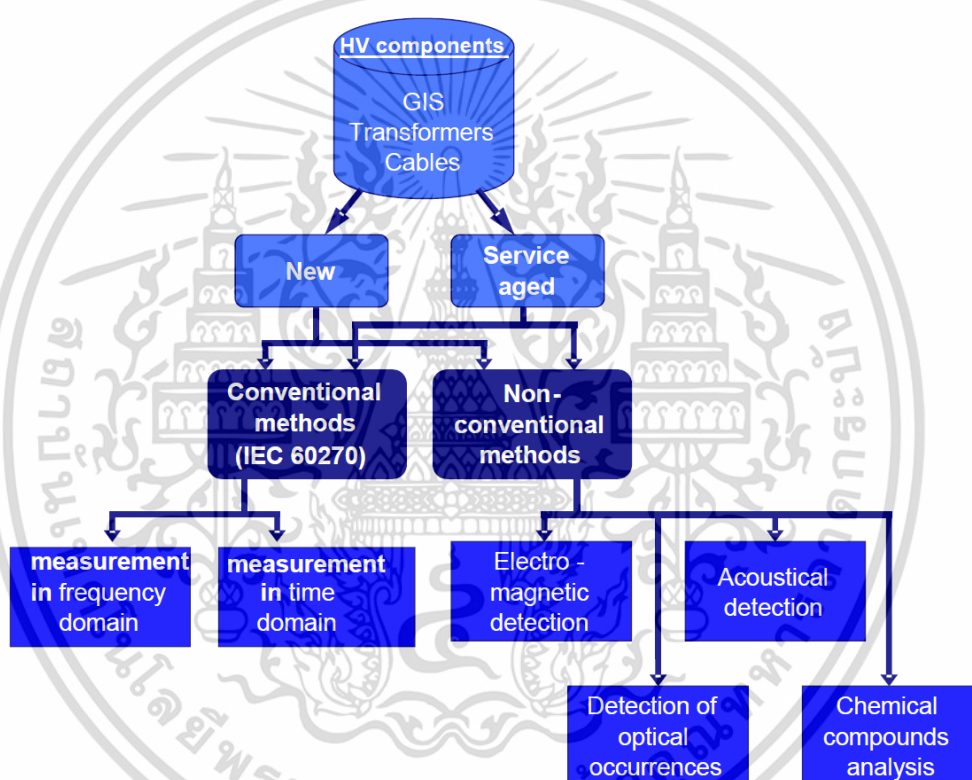 HV components
GIS
Transformers
Cables
New
Service
aged
Conventional
methods
(IEC 60270)
Non-
conventional
methods
measurement
in frequency
domain
measurement
in time
domain
Electro -
magnetic
detection
Acoustical
detection
Detection of
optical
occurrences
Chemical
compounds
analysis